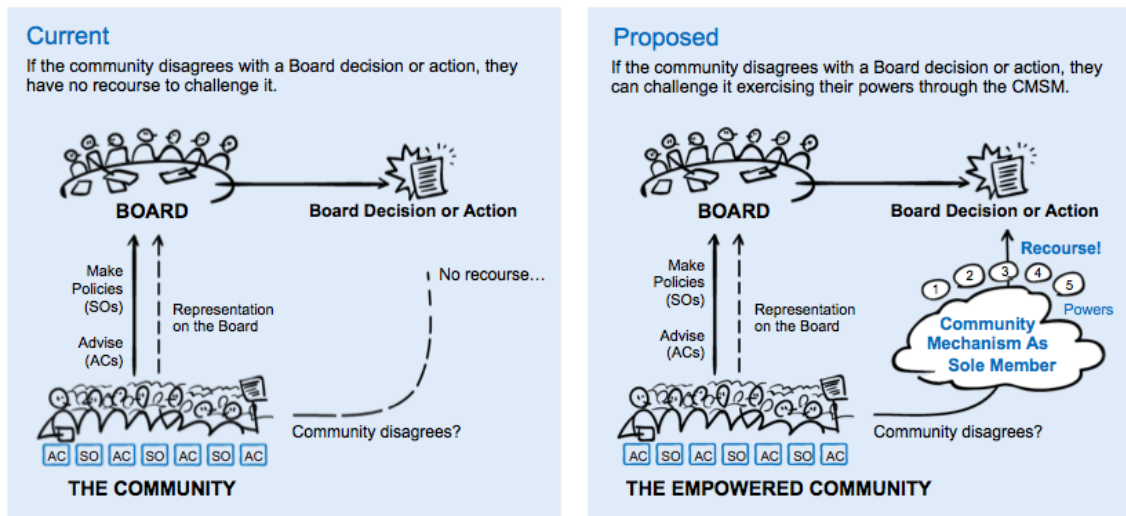 Current
If the community disagrees with a Board decision or action, they
have no recourse to challenge it.
BOARD
Board Decision or Action
Make
Policies
(SOs)
Advise
(ACs)
Representation
on the Board
No recourse...
Community disagrees?
AC SO AC SO AC SO AC
THE COMMUNITY
Proposed
If the community disagrees with a Board decision or action, they
can challenge it exercising their powers through the CMSM.
BOARD
Board Decision or Action
Make
Policies
(SOs)
Advise
(ACs)
Representation
on the Board
Recourse!
1 2 3 4 5
Powers
Community
Mechanism As
Sole Member
Community disagrees?
AC SO AC SO AC SO AC
THE EMPOWERED COMMUNITY